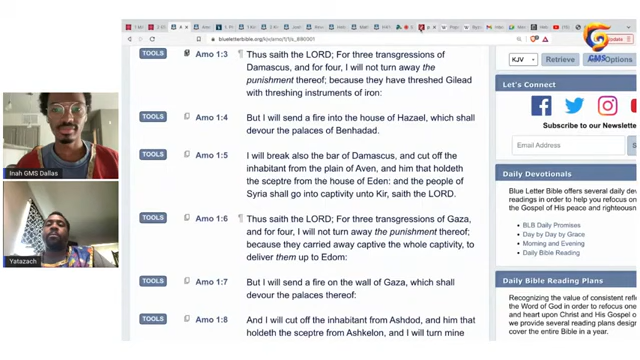 blueletterbible.org/kjv/amo/1/1/s_880001
Update
GMS
TOOLS Amo 1:3 ¶ Thus saith the LORD; For three transgressions of
Damascus, and for four, I will not turn away the
punishment thereof; because they have threshed Gilead
with threshing instruments of iron:
TOOLS Amo 1:4 But I will send a fire into the house of Hazael, which shall
devour the palaces of Benhadad.
TOOLS Amo 1:5 I will break also the bar of Damascus, and cut off the
inhabitant from the plain of Aven, and him that holdeth
the sceptre from the house of Eden: and the people of
Syria shall go into captivity unto Kir, saith the LORD.
TOOLS Amo 1:6 ¶ Thus saith the LORD; For three transgressions of Gaza,
and for four, I will not turn away the punishment thereof;
because they carried away captive the whole captivity, to
deliver them up to Edom:
TOOLS Amo 1:7 But I will send a fire on the wall of Gaza, which shall
devour the palaces thereof:
TOOLS Amo 1:8 And I will cut off the inhabitant from Ashdod, and him that
holdeth the sceptre from Ashkelon, and I will turn mine
KJV Retrieve Options
Let's Connect
Subscribe to our Newslette
Email Address
Daily Devotionals
Blue Letter Bible offers several daily dev
readings in order to help you refocus on
the Gospel of His peace and righteousn
BLB Daily Promises
Day by Day by Grace
Morning and Evening
Daily Bible Reading
Daily Bible Reading Plans
Recognizing the value of consistent refle
the Word of God in order to refocus one
and heart upon Christ and His Gospel o
we provide several reading plans design
cover the entire Bible in a year.
Inah GMS Dallas
Yatazach